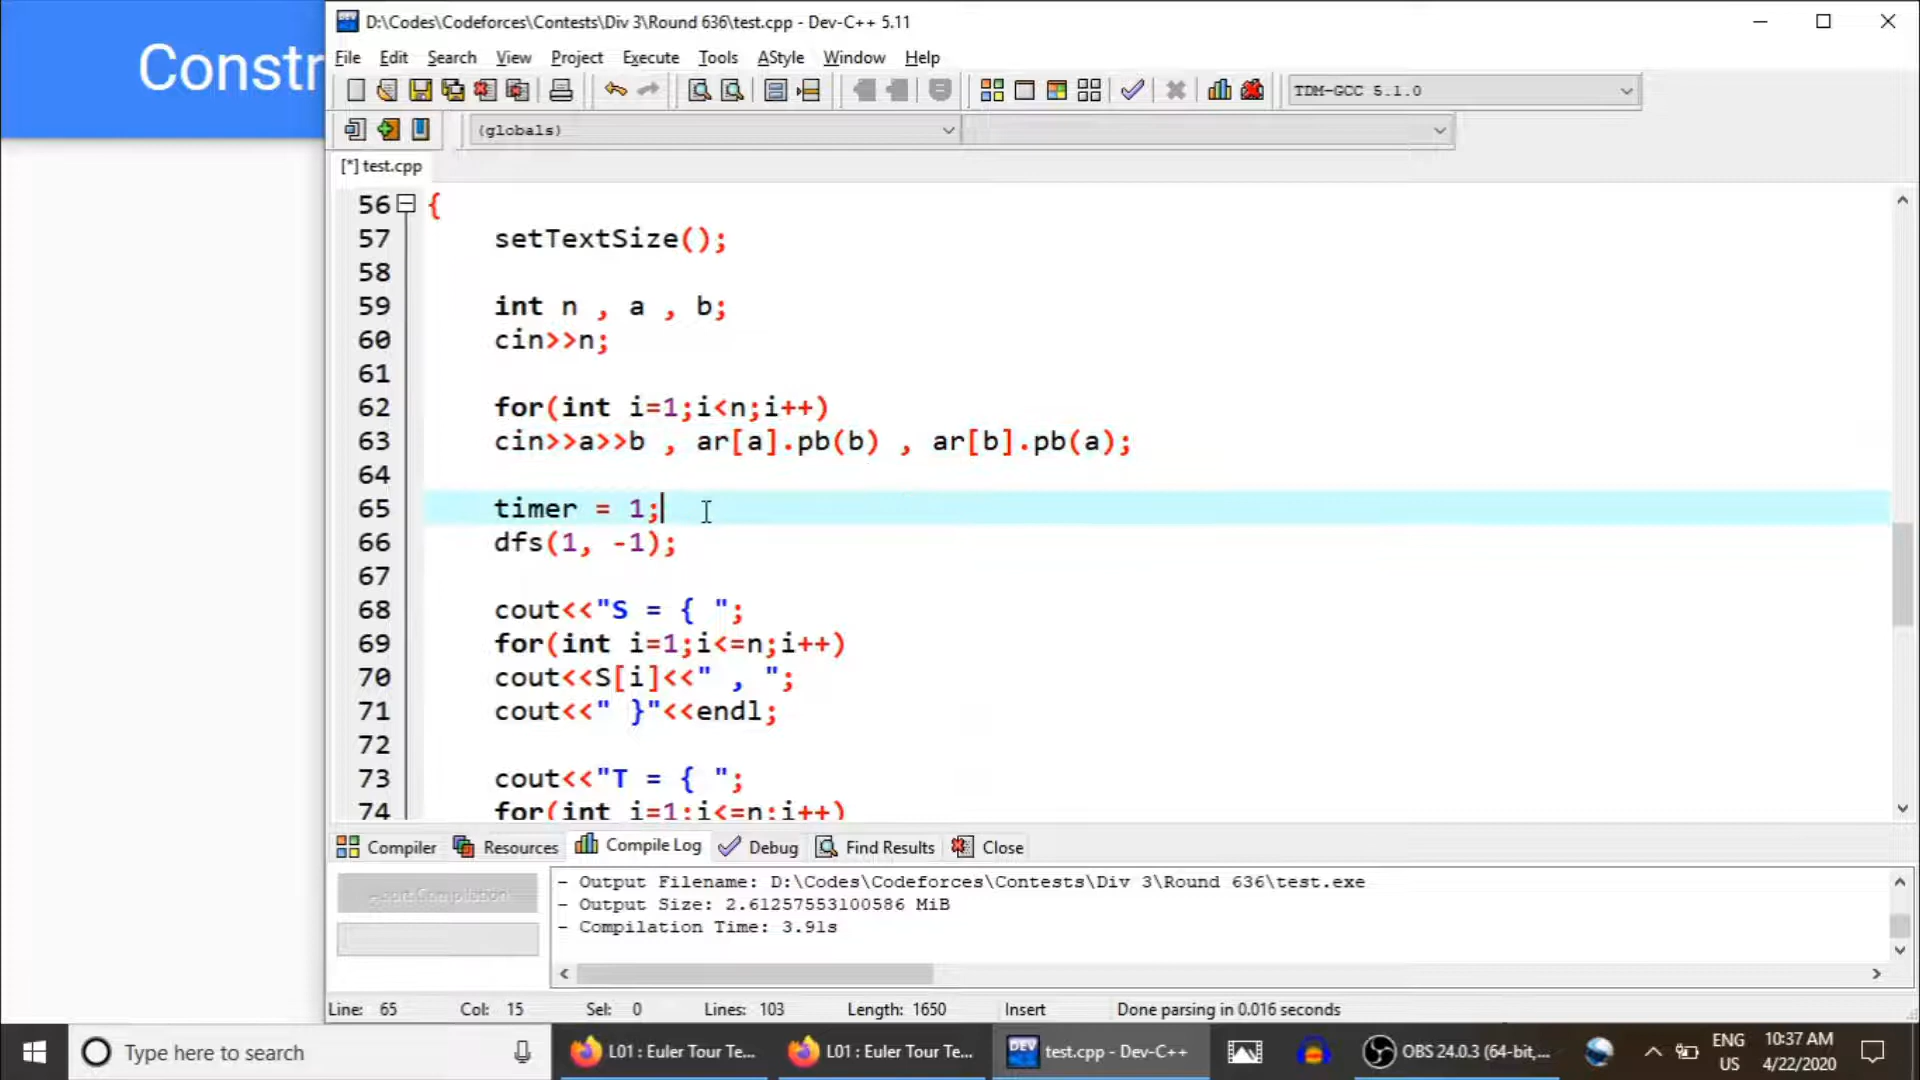 Constr
D:\Codes\Codeforces\Contests\Div 3\Round 636\test.cpp - Dev-C++ 5.11
File Edit Search View Project Execute Tools AStyle Window Help
TDM-GCC 5.1.0
(globals)
[*] test.cpp
56 {
57 setTextSize();
58
59 int n , a , b;
60 cin>>n;
61
62 for(int i=1;i<n;i++)
63 cin>>a>>b , ar[a].pb(b) , ar[b].pb(a);
64
65 timer = 1;
66 dfs(1, -1);
67
68 cout<<"S = { ";
69 for(int i=1;i<=n;i++)
70 cout<<S[i]<<" , ";
71 cout<<" }"<<endl;
72
73 cout<<"T = { ";
74 for(int i=1;i<=n;i++)
Compiler Resources Compile Log Debug Find Results Close
Abort Compilation
- Output Filename: D:\Codes\Codeforces\Contests\Div 3\Round 636\test.exe
- Output Size: 2.61257553100586 MiB
- Compilation Time: 3.91s
Line: 65 Col: 15 Sel: 0 Lines: 103 Length: 1650 Insert Done parsing in 0.016 seconds
Type here to search
L01 : Euler Tour Te...
L01 : Euler Tour Te...
DEV
test.cpp - Dev-C++
OBS 24.0.3 (64-bit,...
ENG
US
10:37 AM
4/22/2020